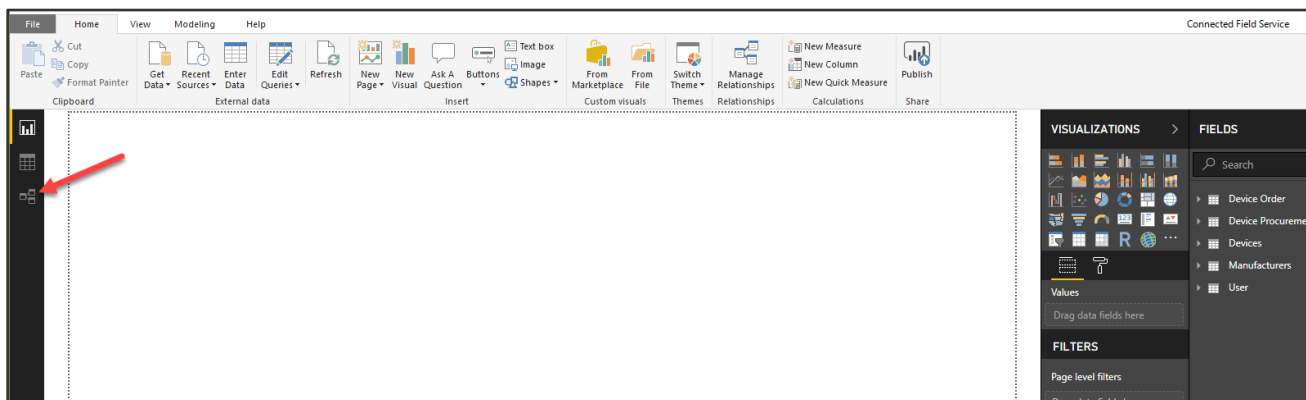 File Home View Modeling Help Connected Field Service
Paste
Cut
Copy
Format Painter
Clipboard
Get Data
Recent Sources
Enter Data
Edit Queries
Refresh
External data
New Page
New Visual
Ask A Question
Buttons
Text box
Image
Shapes
Insert
From Marketplace
From File
Custom visuals
Switch Theme
Themes
Manage Relationships
Relationships
New Measure
New Column
New Quick Measure
Calculations
Publish
Share
VISUALIZATIONS
123
R
Values
Drag data fields here
FILTERS
Page level filters
FIELDS
Search
Device Order
Device Procureme
Devices
Manufacturers
User